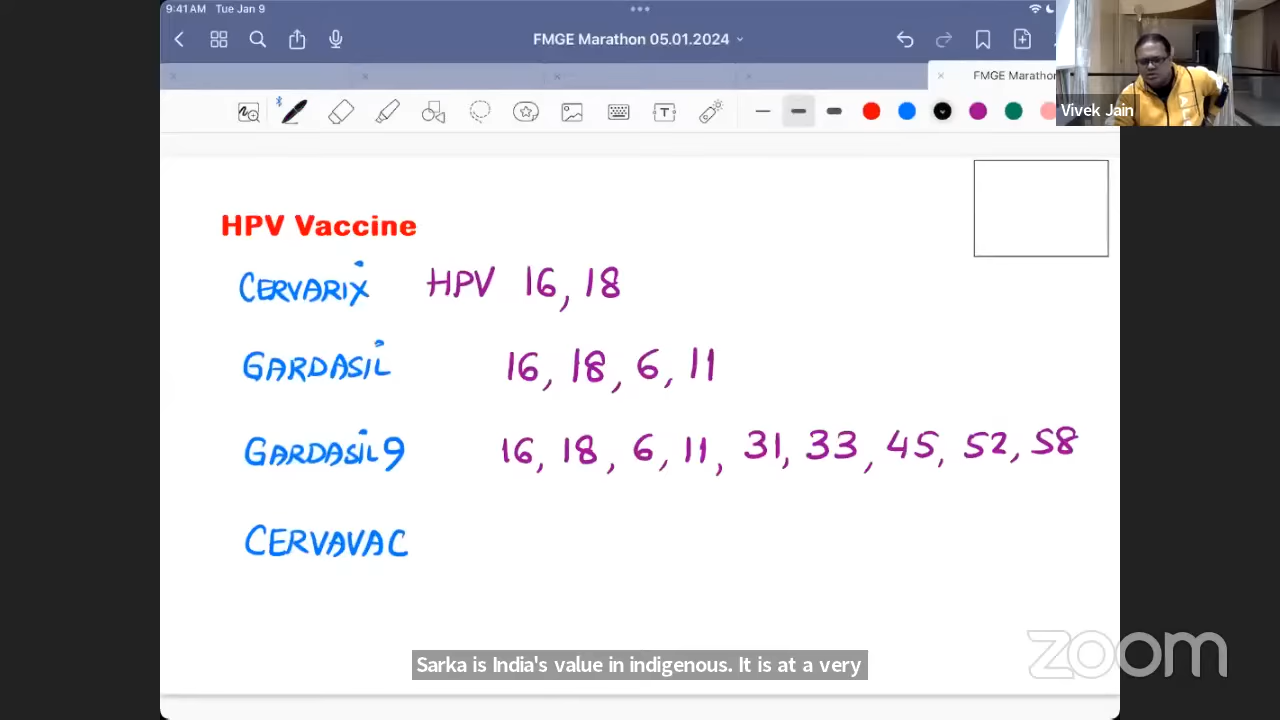 9:41 AM Tue Jan 9
FMGE Marathon 05.01.2024
FMGE Marathon
Vivek Jain
HPV Vaccine
CERVARIX HPV 16, 18
GARDASIL 16, 18, 6, 11
GARDASIL 9 16, 18, 6, 11, 31, 33, 45, 52, 58
CERVAVAC
Sarka is India's value in indigenous. It is at a very
zoom